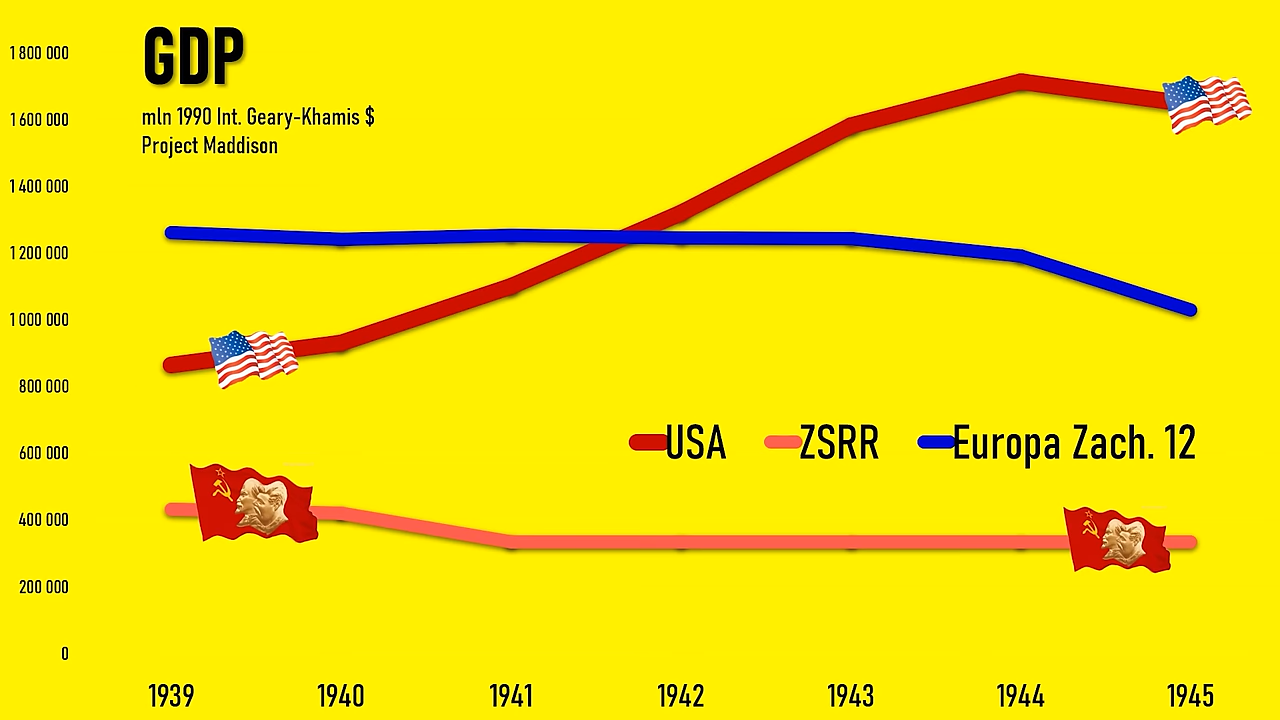 GDP
mln 1990 Int. Geary-Khamis $
Project Maddison
1 800 000
1 600 000
1 400 000
1 200 000
1 000 000
800 000
600 000
400 000
200 000
0
USA ZSRR Europa Zach. 12
1939 1940 1941 1942 1943 1944 1945